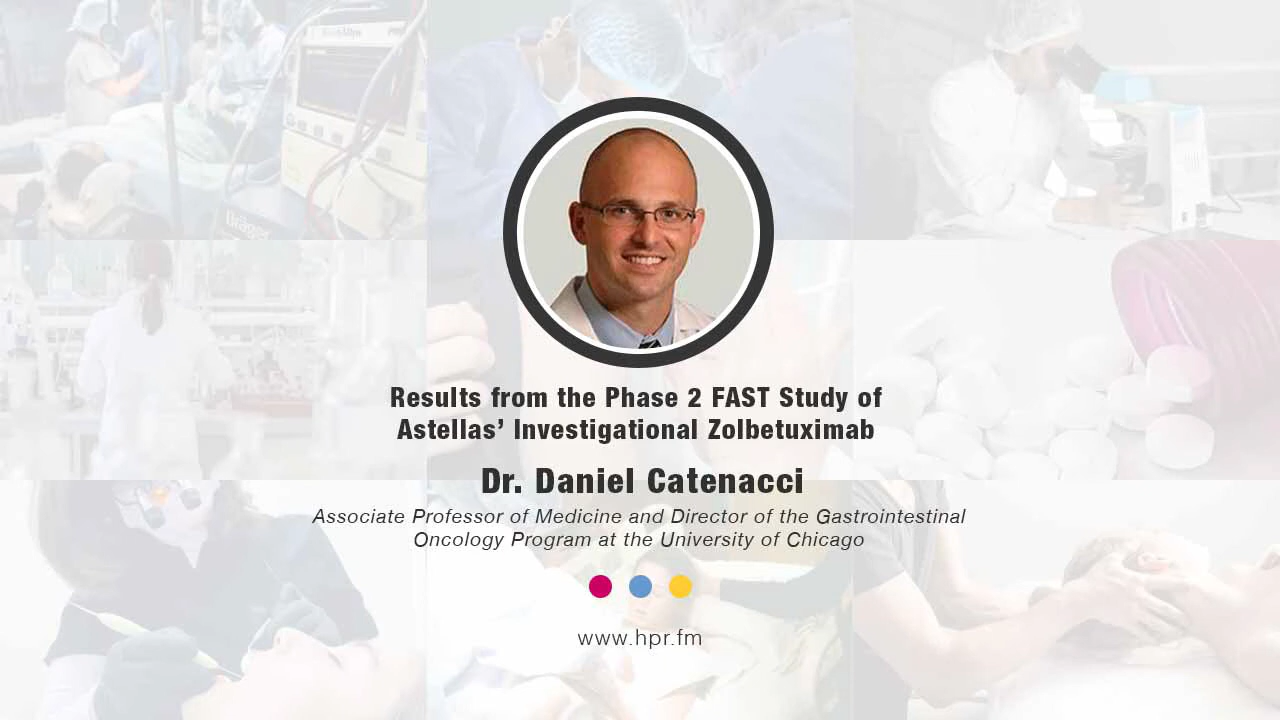 Dräger
Results from the Phase 2 FAST Study of
Astellas’ Investigational Zolbetuximab
Dr. Daniel Catenacci
Associate Professor of Medicine and Director of the Gastrointestinal
Oncology Program at the University of Chicago
www.hpr.fm